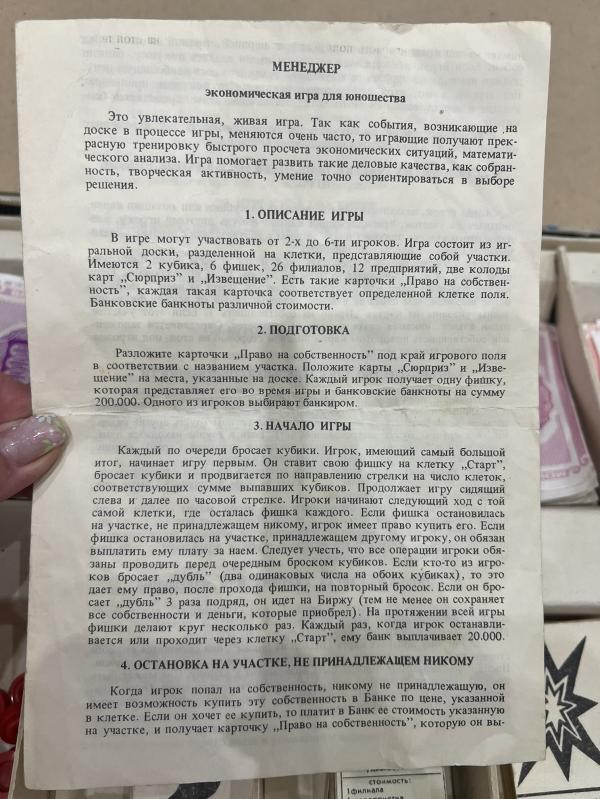 МЕНЕДЖЕР
экономическая игра для юношества
Это увлекательная, живая игра. Так как события, возникающие на
доске в процессе игры, меняются очень часто, то играющие получают прек-
расную тренировку быстрого просчета экономических ситуаций, математи-
ческого анализа. Игра помогает развить такие деловые качества, как собран-
ность, творческая активность, умение точно сориентироваться в выборе
решения.
1. ОПИСАНИЕ ИГРЫ
В игре могут участвовать от 2-х до 6-ти игроков. Игра состоит из иг-
ральной доски, разделенной на клетки, представляющие собой участки.
Имеются 2 кубика, 6 фишек, 26 филиалов, 12 предприятий, две колоды
карт „Сюрприз" и „Извещение". Есть такие карточки „Право на собствен-
ность", каждая такая карточка соответствует определенной клетке поля.
Банковские банкноты различной стоимости.
2. ПОДГОТОВКА
Разложите карточки „Право на собственность" под край игрового поля
в соответствии с названием участка. Положите карты „Сюрприз" и „Изве-
щение" на места, указанные на доске. Каждый игрок получает одну фишку,
которая представляет его во время игры и банковские банкноты на сумму
200.000. Одного из игроков выбирают банкиром.
3. НАЧАЛО ИГРЫ
Каждый по очереди бросает кубики. Игрок, имеющий самый большой
итог, начинает игру первым. Он ставит свою фишку на клетку „Старт",
бросает кубики и продвигается по направлению стрелки на число клеток,
соответствующих сумме выпавших кубиков. Продолжает игру сидящий
слева и далее по часовой стрелке. Игроки начинают следующий ход с той
самой клетки, где осталась фишка каждого. Если фишка остановилась
на участке, не принадлежащем никому, игрок имеет право купить его. Если
фишка остановилась на участке, принадлежащем другому игроку, он обязан
выплатить ему плату за наем. Следует учесть, что все операции игроки обя-
заны проводить перед очередным броском кубиков. Если кто-то из игро-
ков бросает „дубль" (два одинаковых числа на обоих кубиках), то это
дает ему право, после прохода фишки, на повторный бросок. Если он бро-
сает „дубль" 3 раза подряд, он идет на Биржу (тем не менее он сохраняет
все собственности и деньги, которые приобрел). На протяжении всей игры
фишки делают круг несколько раз. Каждый раз, когда игрок останавли-
вается или проходит через клетку „Старт", ему банк выплачивает 20.000.
4. ОСТАНОВКА НА УЧАСТКЕ, НЕ ПРИНАДЛЕЖАЩЕМ НИКОМУ
Когда игрок попал на собственность, никому не принадлежащую, он
имеет возможность купить эту собственность в Банке по цене, указанной
в клетке. Если он хочет ее купить, то платит в Банк ее стоимость указанную
на участке, и получает карточку „Право на собственность", которую он вы-
стоимость:
1 филиала